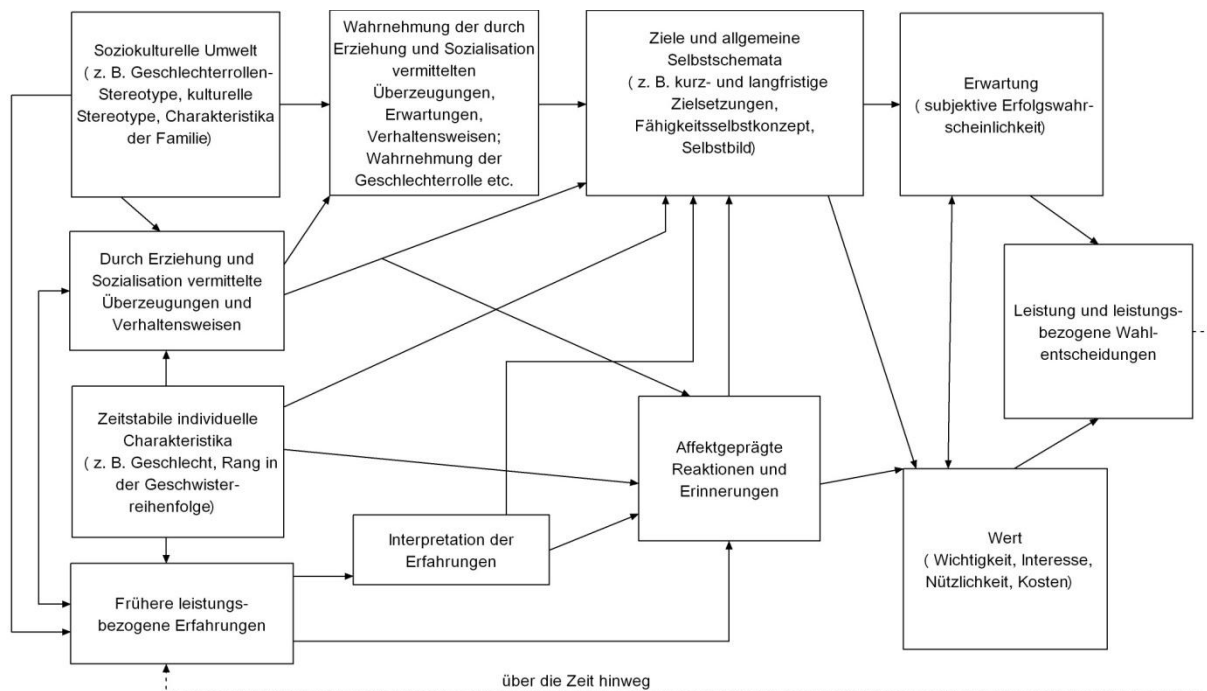 Soziokulturelle Umwelt
( z. B. Geschlechterrollen-
Stereotype, kulturelle
Stereotype, Charakteristika
der Familie)
Wahrnehmung der durch
Erziehung und Sozialisation
vermittelten
Überzeugungen,
Erwartungen,
Verhaltensweisen;
Wahrnehmung der
Geschlechterrolle etc.
Ziele und allgemeine
Selbstschemata
( z. B. kurz- und langfristige
Zielsetzungen,
Fähigkeitsselbstkonzept,
Selbstbild)
Erwartung
( subjektive Erfolgswahr-
scheinlichkeit)
Durch Erziehung und
Sozialisation vermittelte
Überzeugungen und
Verhaltensweisen
Leistung und leistungs-
bezogene Wahl-
entscheidungen
Zeitstabile individuelle
Charakteristika
( z. B. Geschlecht, Rang in
der Geschwister-
reihenfolge)
Affektgeprägte
Reaktionen und
Erinnerungen
Interpretation der
Erfahrungen
Wert
( Wichtigkeit, Interesse,
Nützlichkeit, Kosten)
Frühere leistungs-
bezogene Erfahrungen
über die Zeit hinweg